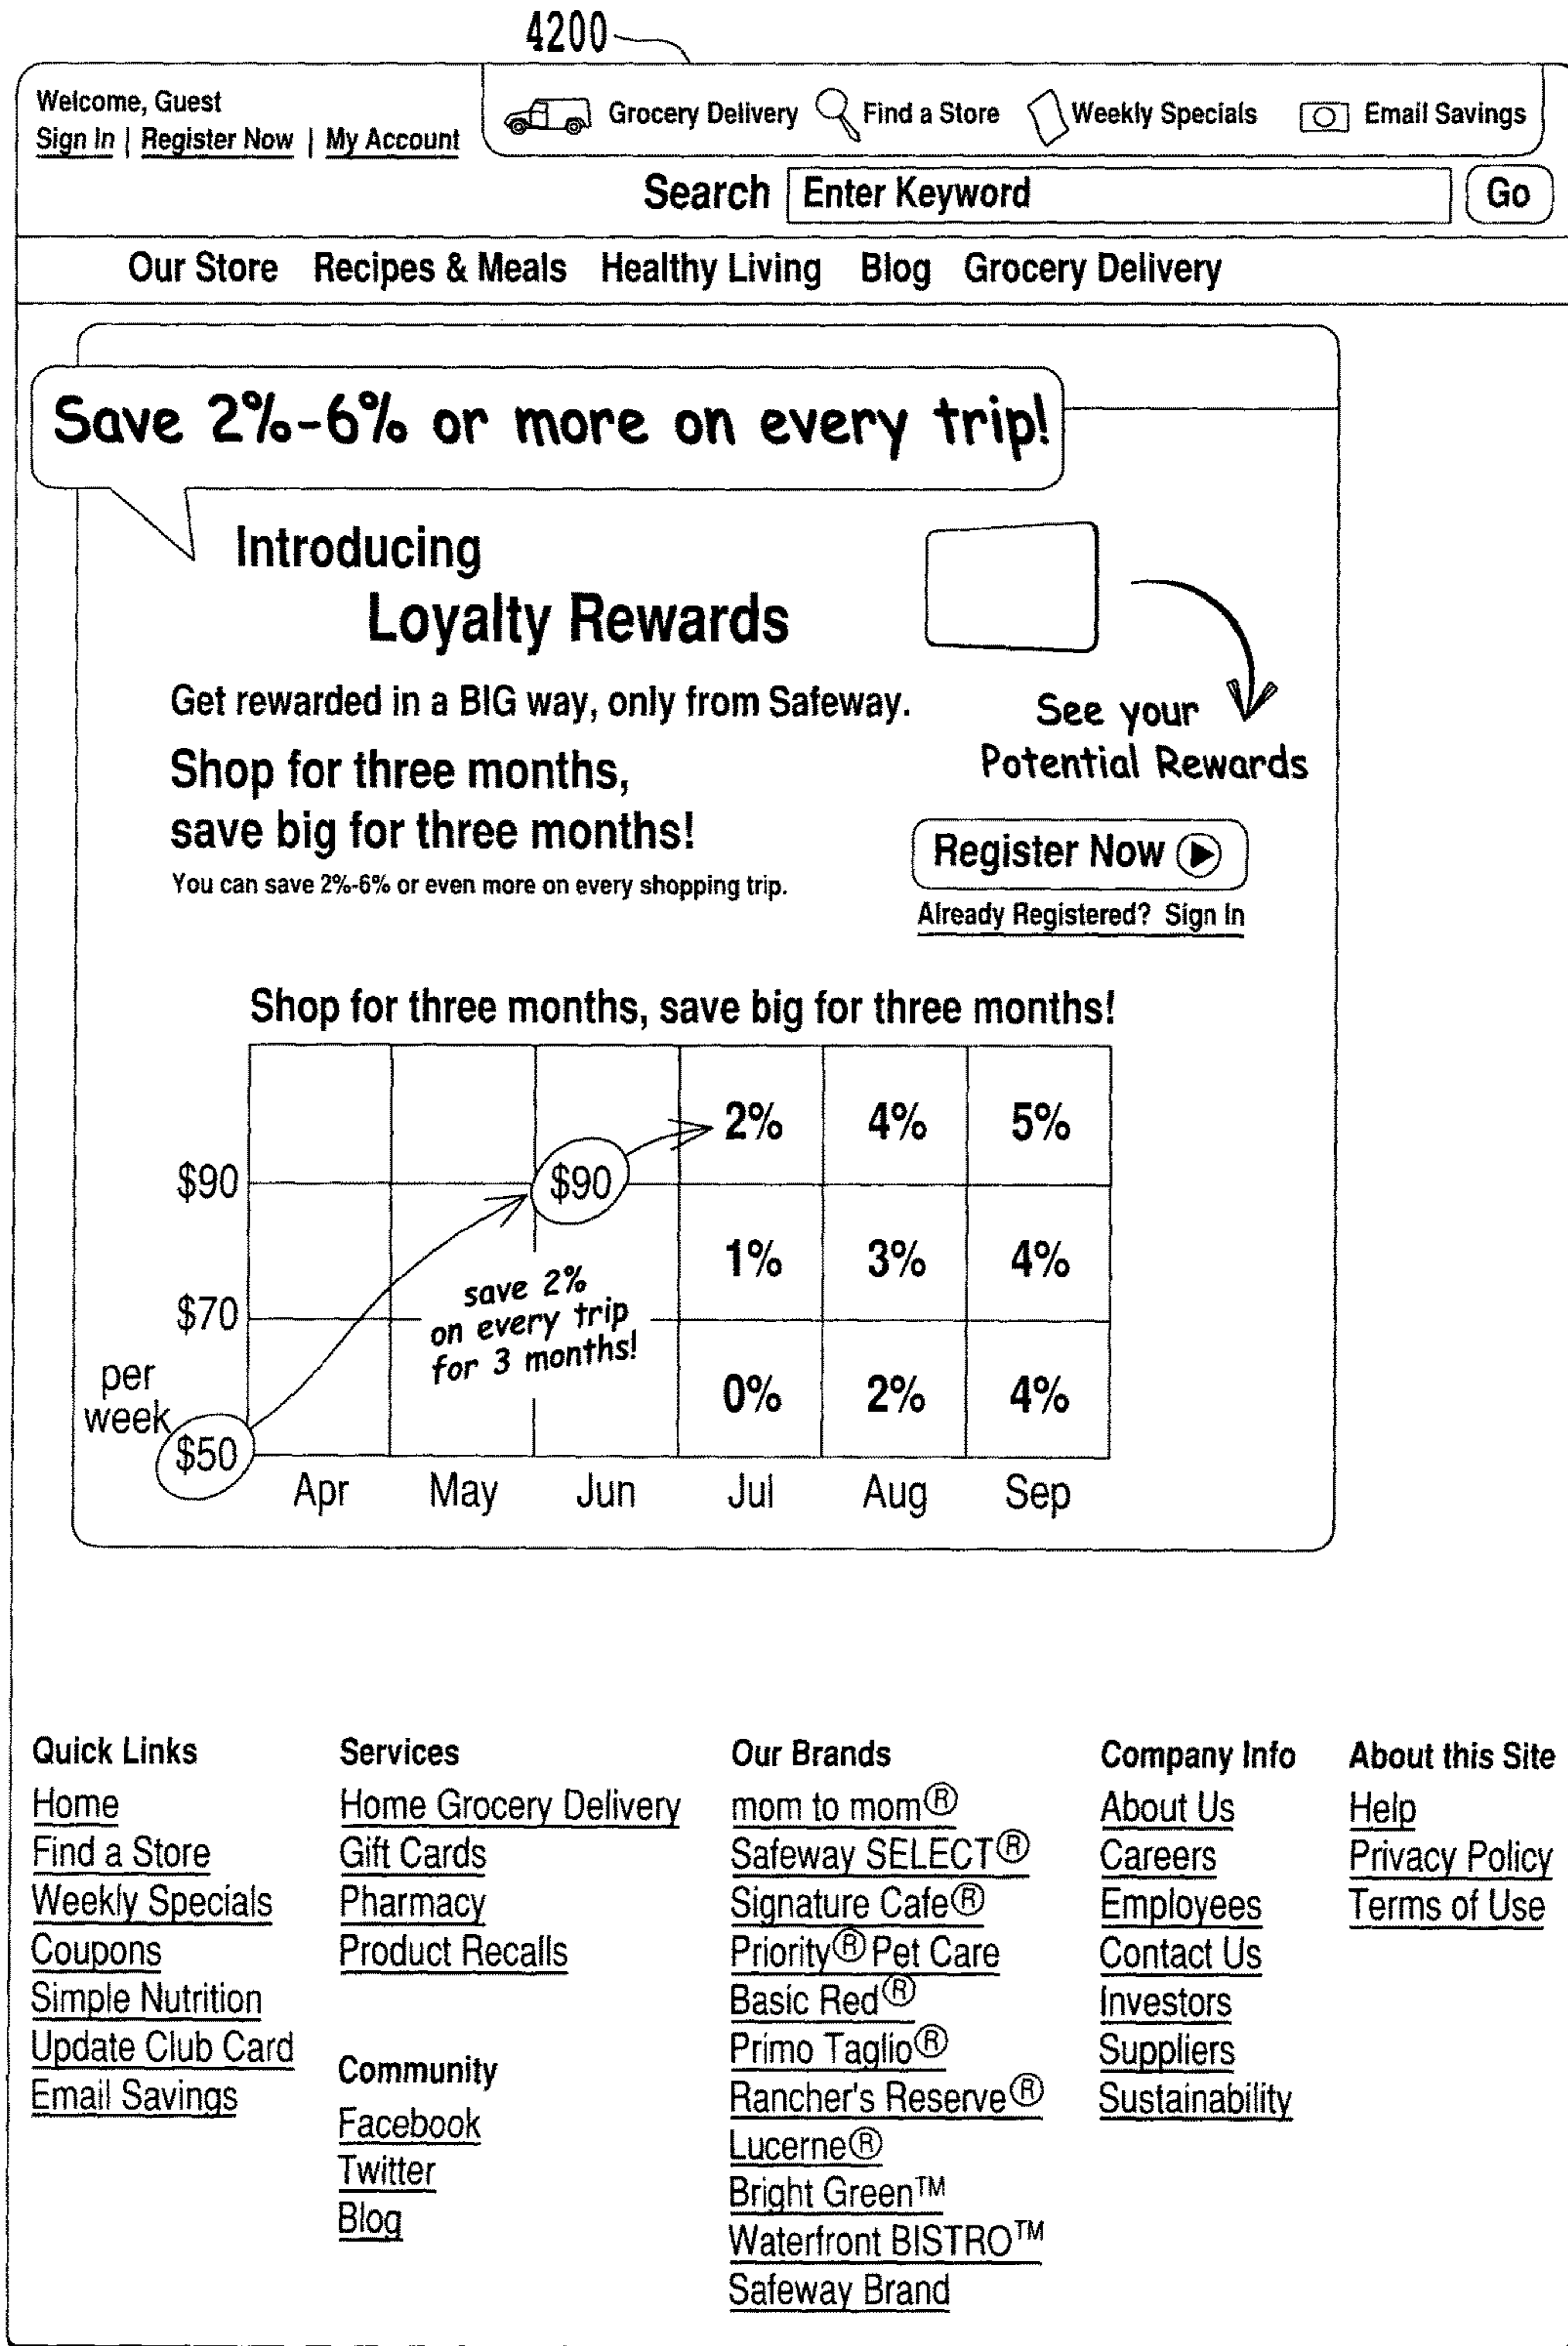 4200
Welcome, Guest
Sign In | Register Now | My Account
Grocery Delivery Find a Store Weekly Specials Email Savings
Search Enter Keyword Go
Our Store Recipes & Meals Healthy Living Blog Grocery Delivery
Save 2%-6% or more on every trip!
Introducing
Loyalty Rewards
Get rewarded in a BIG way, only from Safeway.
Shop for three months,
save big for three months!
You can save 2%-6% or even more on every shopping trip.
See your
Potential Rewards
Register Now
Already Registered? Sign In
Shop for three months, save big for three months!
2% 4% 5%
$90 $90
1% 3% 4%
save 2%
on every trip
for 3 months!
$70
0% 2% 4%
per
week
$50
Apr May Jun Jul Aug Sep
Quick Links
Home
Find a Store
Weekly Specials
Coupons
Simple Nutrition
Update Club Card
Email Savings
Services
Home Grocery Delivery
Gift Cards
Pharmacy
Product Recalls
Community
Facebook
Twitter
Blog
Our Brands
mom to mom®
Safeway SELECT®
Signature Cafe®
Priority® Pet Care
Basic Red®
Primo Taglio®
Rancher's Reserve®
Lucerne®
Bright Green™
Waterfront BISTRO™
Safeway Brand
Company Info
About Us
Careers
Employees
Contact Us
Investors
Suppliers
Sustainability
About this Site
Help
Privacy Policy
Terms of Use